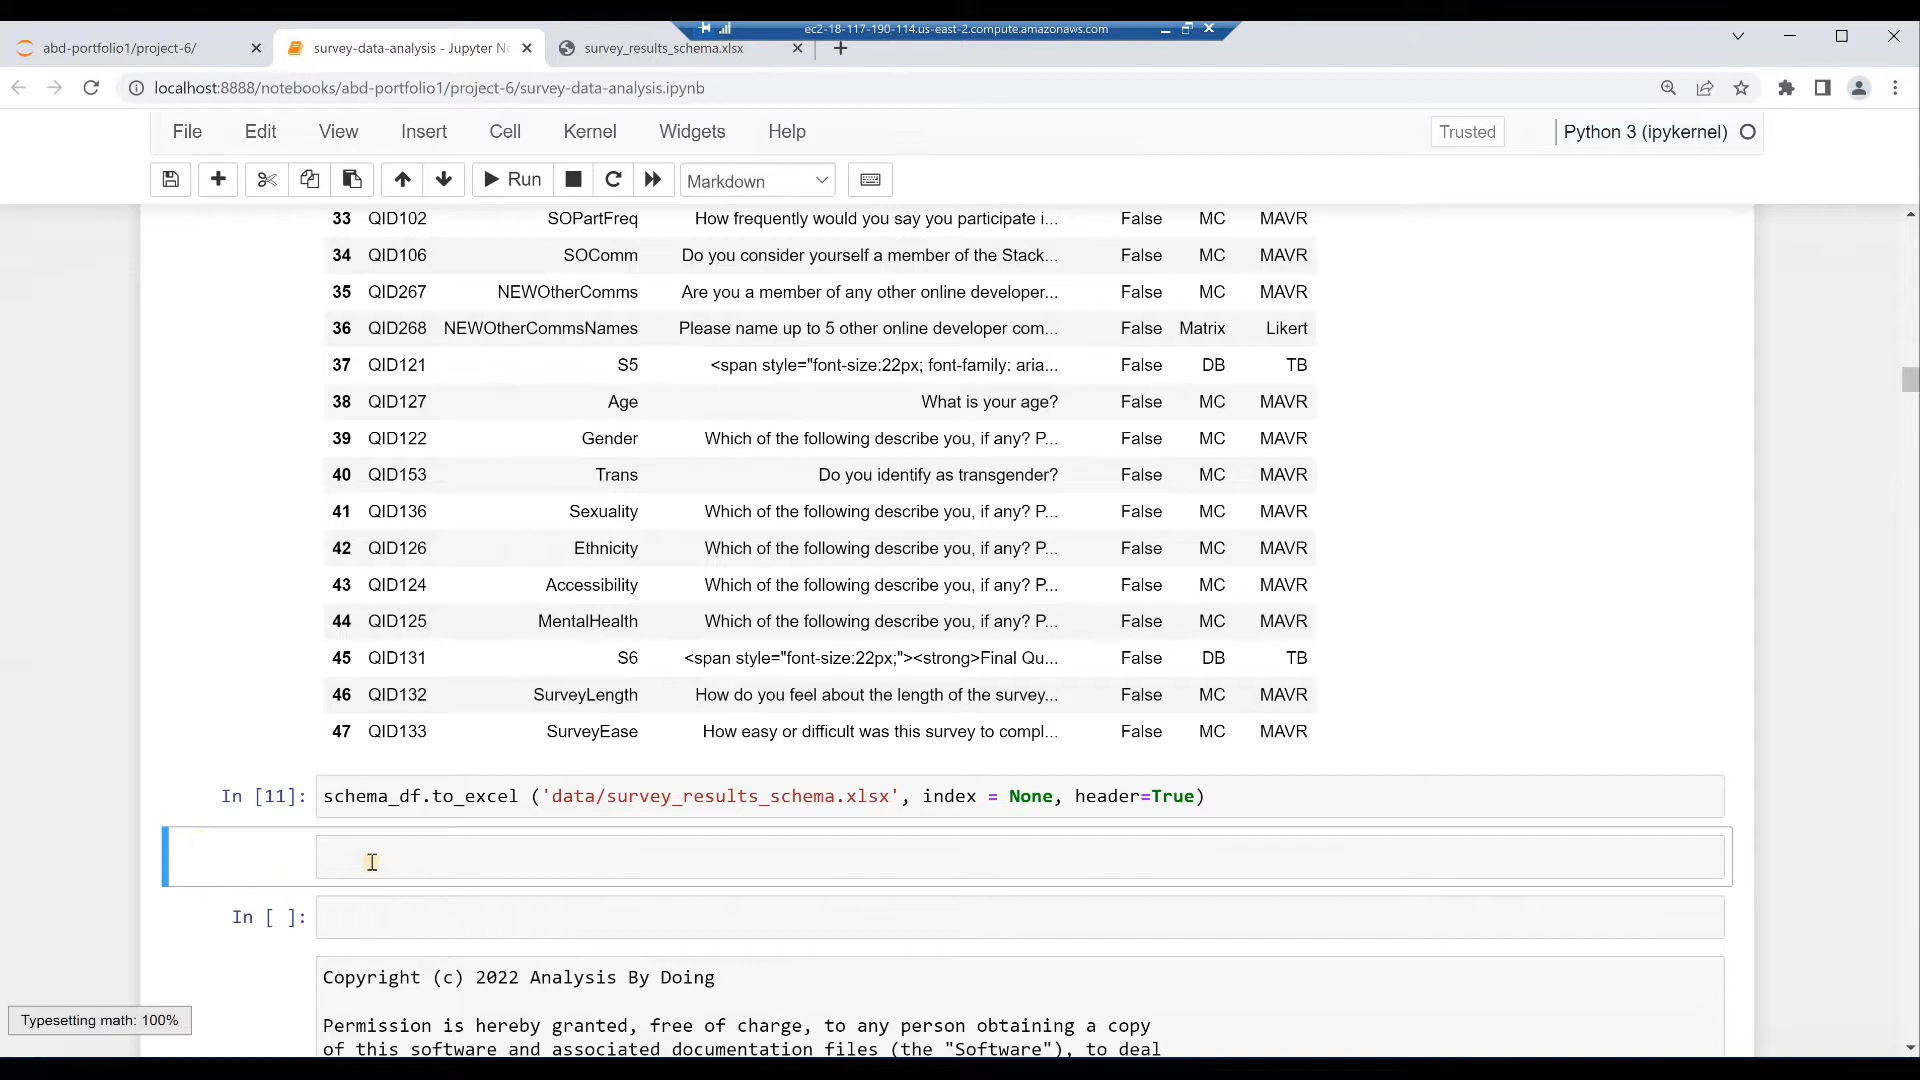 ec2-18-117-190-114.us-east-2.compute.amazonaws.com
abd-portfolio1/project-6/
survey-data-analysis - Jupyter No
survey_results_schema.xlsx
localhost:8888/notebooks/abd-portfolio1/project-6/survey-data-analysis.ipynb
File Edit View Insert Cell Kernel Widgets Help Trusted Python 3 (ipykernel)
Run Markdown
33 QID102 SOPartFreq How frequently would you say you participate i... False MC MAVR
34 QID106 SOComm Do you consider yourself a member of the Stack... False MC MAVR
35 QID267 NEWOtherComms Are you a member of any other online developer... False MC MAVR
36 QID268 NEWOtherCommsNames Please name up to 5 other online developer com... False Matrix Likert
37 QID121 S5 <span style="font-size:22px; font-family: aria... False DB TB
38 QID127 Age What is your age? False MC MAVR
39 QID122 Gender Which of the following describe you, if any? P... False MC MAVR
40 QID153 Trans Do you identify as transgender? False MC MAVR
41 QID136 Sexuality Which of the following describe you, if any? P... False MC MAVR
42 QID126 Ethnicity Which of the following describe you, if any? P... False MC MAVR
43 QID124 Accessibility Which of the following describe you, if any? P... False MC MAVR
44 QID125 MentalHealth Which of the following describe you, if any? P... False MC MAVR
45 QID131 S6 <span style="font-size:22px;"><strong>Final Qu... False DB TB
46 QID132 SurveyLength How do you feel about the length of the survey... False MC MAVR
47 QID133 SurveyEase How easy or difficult was this survey to compl... False MC MAVR
In [11]: schema_df.to_excel ('data/survey_results_schema.xlsx', index = None, header=True)
In [ ]:
Copyright (c) 2022 Analysis By Doing
Permission is hereby granted, free of charge, to any person obtaining a copy
of this software and associated documentation files (the "Software"), to deal
Typesetting math: 100%